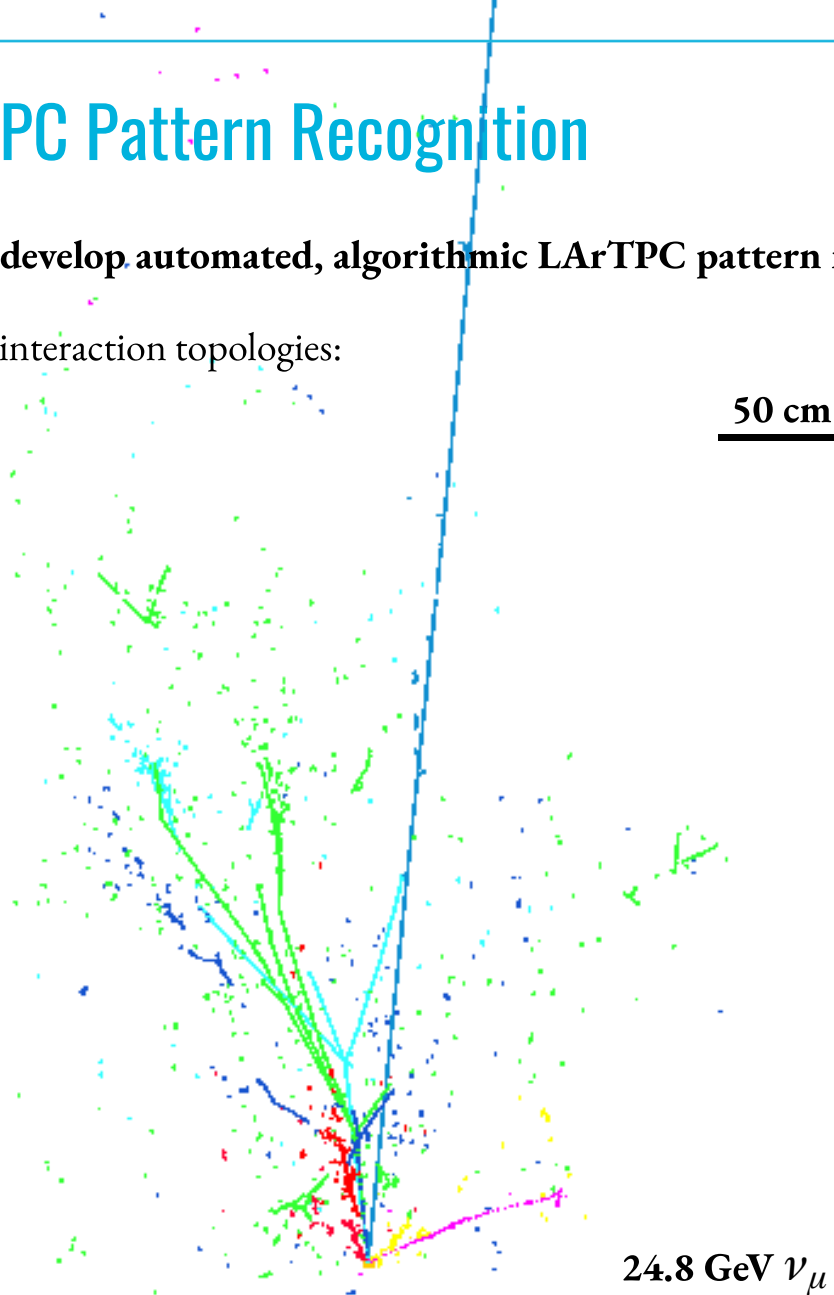 PC Pattern Recognition
develop automated, algorithmic LArTPC pattern
interaction topologies:
50 cm
24.8 GeV νμ